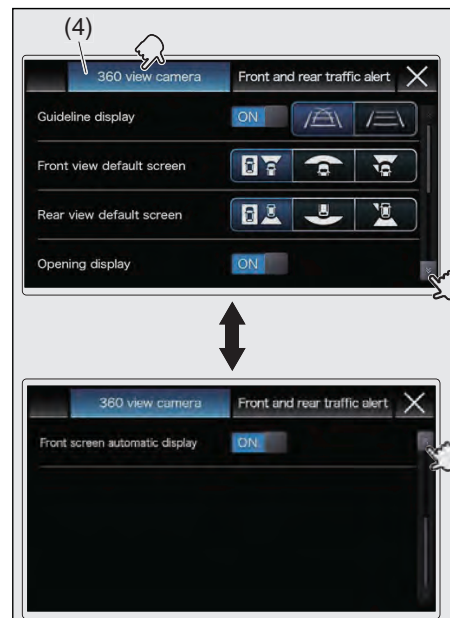 (4)
360 view camera Front and rear traffic alert
Guideline display ON
Front view default screen
Rear view default screen
Opening display ON
360 view camera Front and rear traffic alert
Front screen automatic display ON